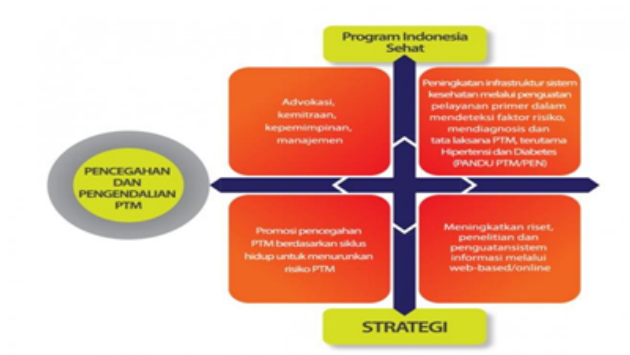 Program Indonesia
Sehat
Advokasi,
kemitraan,
kepemimpinan,
manajemen
Peningkatan infrastruktur sistem
kesehatan melalui penguatan
pelayanan primer dalam
mendeteksi faktor risiko,
mendiagnosis dan
tata laksana PTM, terutama
Hipertensi dan Diabetes
(PANDU PTM/PEN)
PENCEGAHAN
DAN
PENGENDALIAN
PTM
Promosi pencegahan
PTM berdasarkan siklus
hidup untuk menurunkan
risiko PTM
Meningkatkan riset,
penelitian dan
penguatansistem
informasi melalui
web-based/online
STRATEGI